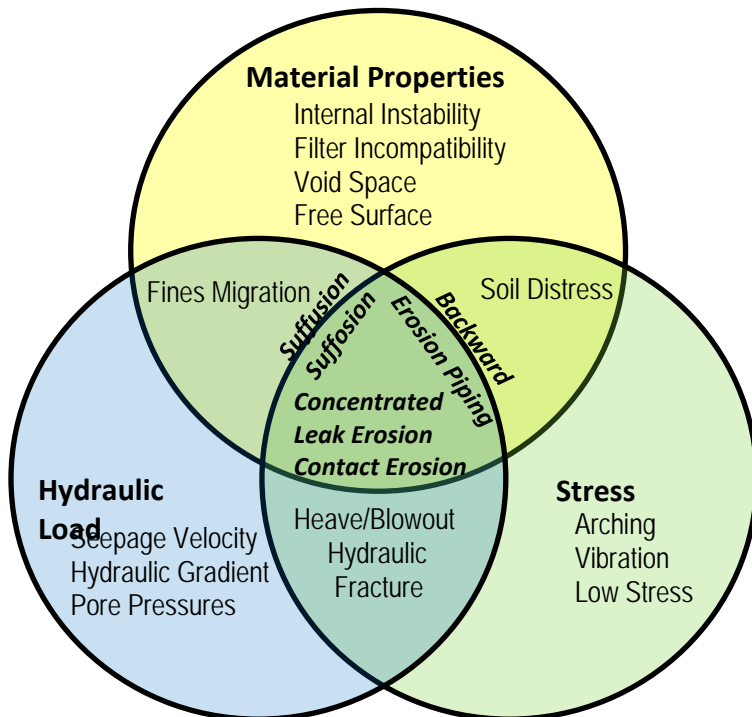 Material Properties
Internal Instability
Filter Incompatibility
Void Space
Free Surface
Fines Migration
Suffusion
Suffosion
Backward
Erosion Piping
Soil Distress
Concentrated
Leak Erosion
Contact Erosion
Hydraulic
Load
Seepage Velocity
Hydraulic Gradient
Pore Pressures
Heave/Blowout
Hydraulic
Fracture
Stress
Arching
Vibration
Low Stress